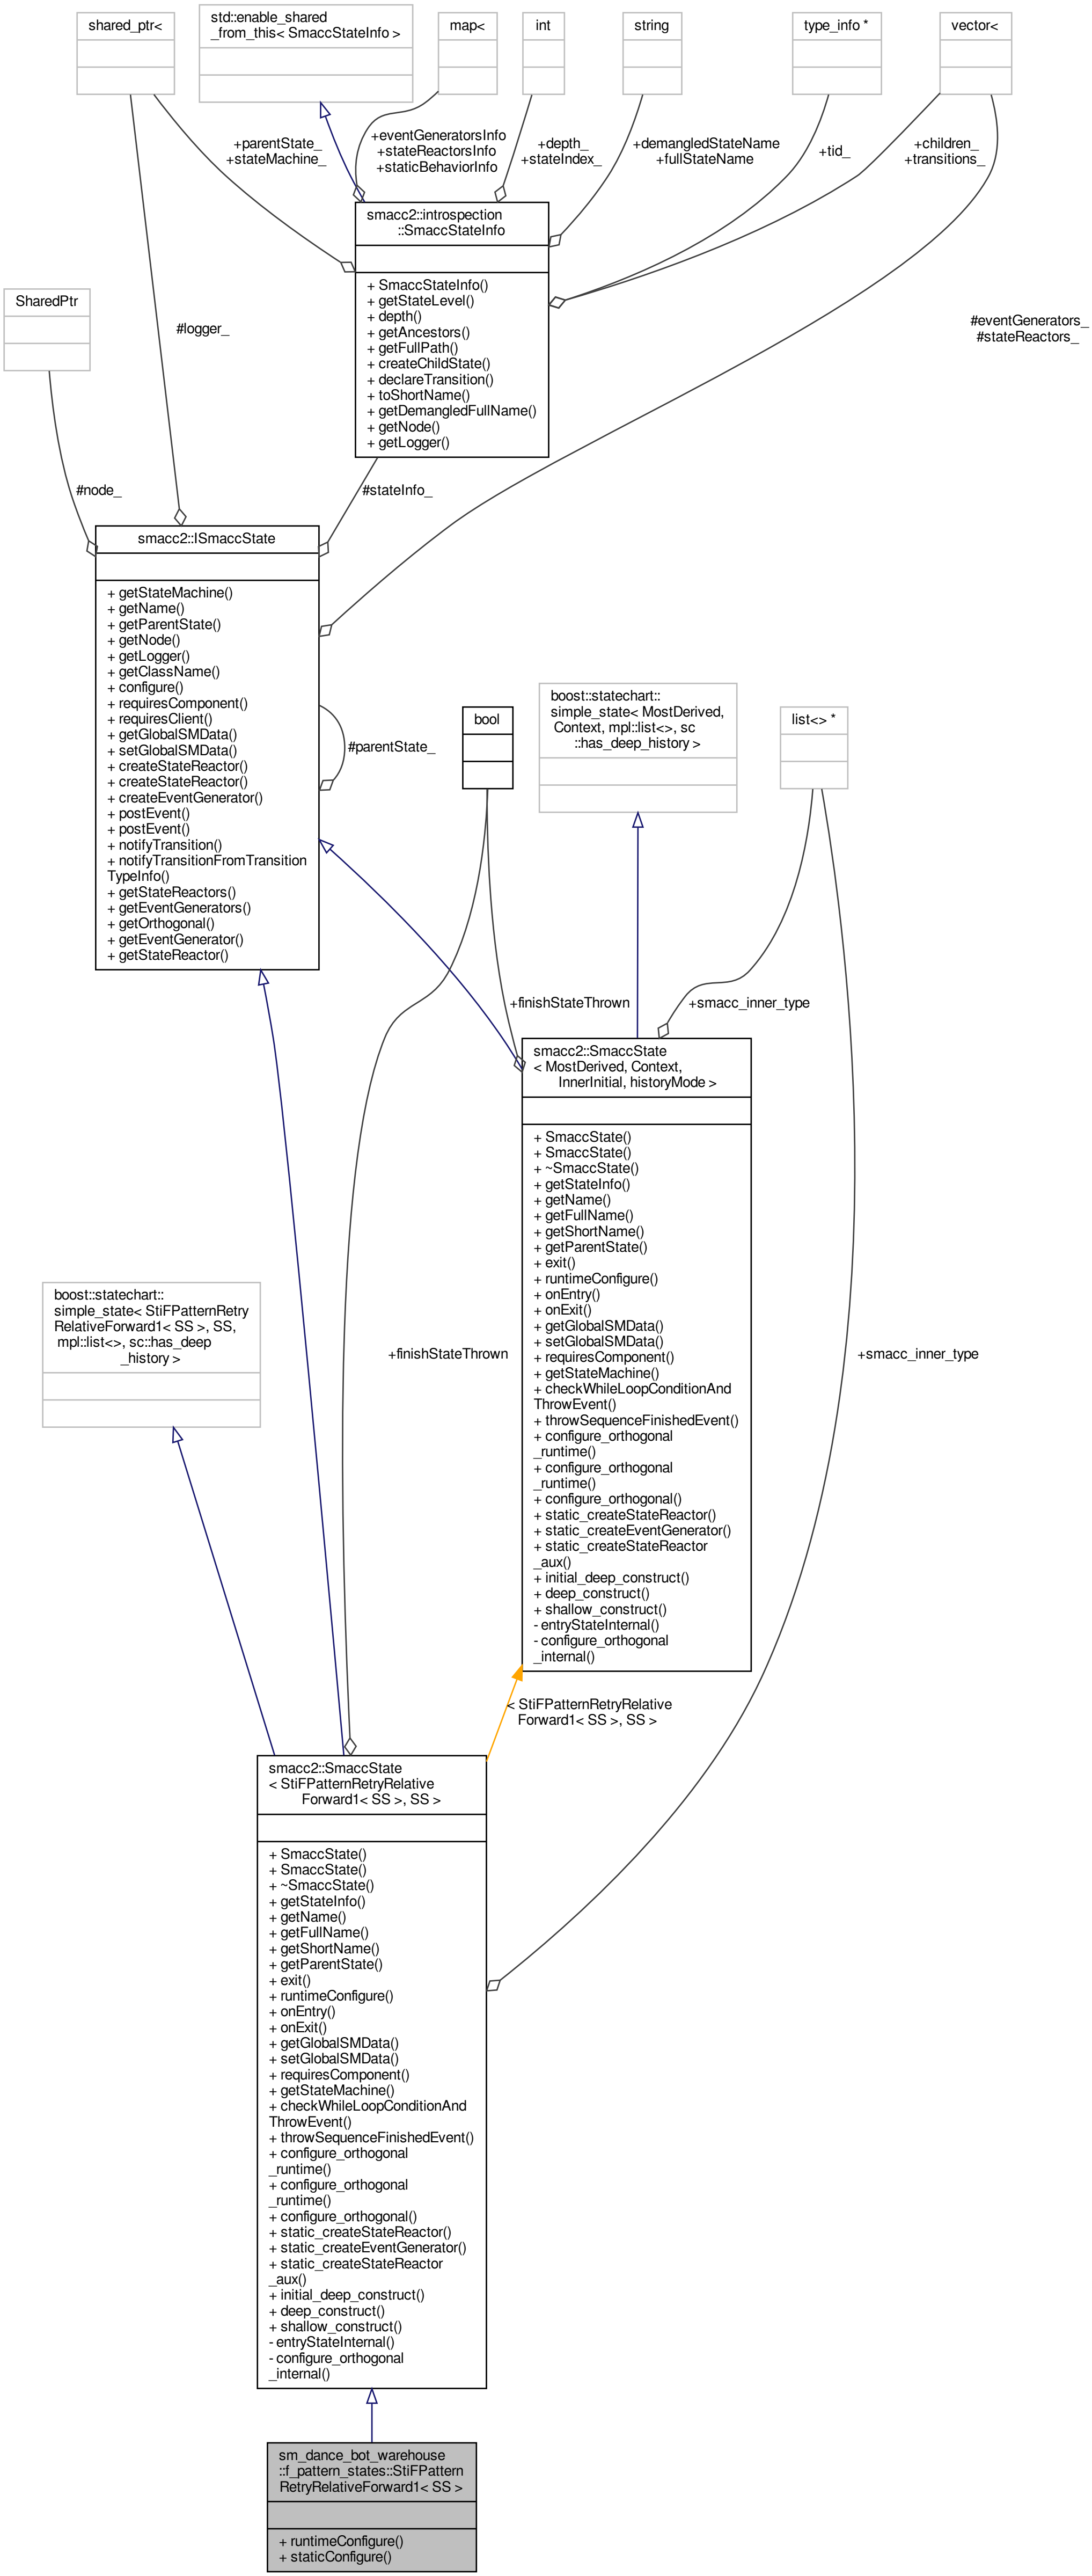 shared_ptr<
std::enable_shared
_from_this< SmaccStateInfo >
map<
int
string
type_info *
vector<
+parentState_
+stateMachine_
+eventGeneratorsInfo
+stateReactorsInfo
+staticBehaviorInfo
+depth_
+stateIndex_
+demangledStateName
+fullStateName
+tid_
+children_
+transitions_
smacc2::introspection
::SmaccStateInfo
+ SmaccStateInfo()
+ getStateLevel()
+ depth()
+ getAncestors()
+ getFullPath()
+ createChildState()
+ declareTransition()
+ toShortName()
+ getDemangledFullName()
+ getNode()
+ getLogger()
SharedPtr
#logger_
#eventGenerators_
#stateReactors_
#node_
#stateInfo_
smacc2::ISmaccState
+ getStateMachine()
+ getName()
+ getParentState()
+ getNode()
+ getLogger()
+ getClassName()
+ configure()
+ requiresComponent()
+ requiresClient()
+ getGlobalSMData()
+ setGlobalSMData()
+ createStateReactor()
+ createStateReactor()
+ createEventGenerator()
+ postEvent()
+ postEvent()
+ notifyTransition()
+ notifyTransitionFromTransition
TypeInfo()
+ getStateReactors()
+ getEventGenerators()
+ getOrthogonal()
+ getEventGenerator()
+ getStateReactor()
#parentState_
bool
boost::statechart::
simple_state< MostDerived,
Context, mpl::list<>, sc
::has_deep_history >
list<> *
+finishStateThrown
+smacc_inner_type
smacc2::SmaccState
< MostDerived, Context,
InnerInitial, historyMode >
+ SmaccState()
+ SmaccState()
+ ~SmaccState()
+ getStateInfo()
+ getName()
+ getFullName()
+ getShortName()
+ getParentState()
+ exit()
+ runtimeConfigure()
+ onEntry()
+ onExit()
+ getGlobalSMData()
+ setGlobalSMData()
+ requiresComponent()
+ getStateMachine()
+ checkWhileLoopConditionAnd
ThrowEvent()
+ throwSequenceFinishedEvent()
+ configure_orthogonal
_runtime()
+ configure_orthogonal
_runtime()
+ configure_orthogonal()
+ static_createStateReactor()
+ static_createEventGenerator()
+ static_createStateReactor
_aux()
+ initial_deep_construct()
+ deep_construct()
+ shallow_construct()
- entryStateInternal()
- configure_orthogonal
_internal()
boost::statechart::
simple_state< StiFPatternRetry
RelativeForward1< SS >, SS,
mpl::list<>, sc::has_deep
_history >
+finishStateThrown
+smacc_inner_type
< StiFPatternRetryRelative
Forward1< SS >, SS >
smacc2::SmaccState
< StiFPatternRetryRelative
Forward1< SS >, SS >
+ SmaccState()
+ SmaccState()
+ ~SmaccState()
+ getStateInfo()
+ getName()
+ getFullName()
+ getShortName()
+ getParentState()
+ exit()
+ runtimeConfigure()
+ onEntry()
+ onExit()
+ getGlobalSMData()
+ setGlobalSMData()
+ requiresComponent()
+ getStateMachine()
+ checkWhileLoopConditionAnd
ThrowEvent()
+ throwSequenceFinishedEvent()
+ configure_orthogonal
_runtime()
+ configure_orthogonal
_runtime()
+ configure_orthogonal()
+ static_createStateReactor()
+ static_createEventGenerator()
+ static_createStateReactor
_aux()
+ initial_deep_construct()
+ deep_construct()
+ shallow_construct()
- entryStateInternal()
- configure_orthogonal
_internal()
sm_dance_bot_warehouse
::f_pattern_states::StiFPattern
RetryRelativeForward1< SS >
+ runtimeConfigure()
+ staticConfigure()